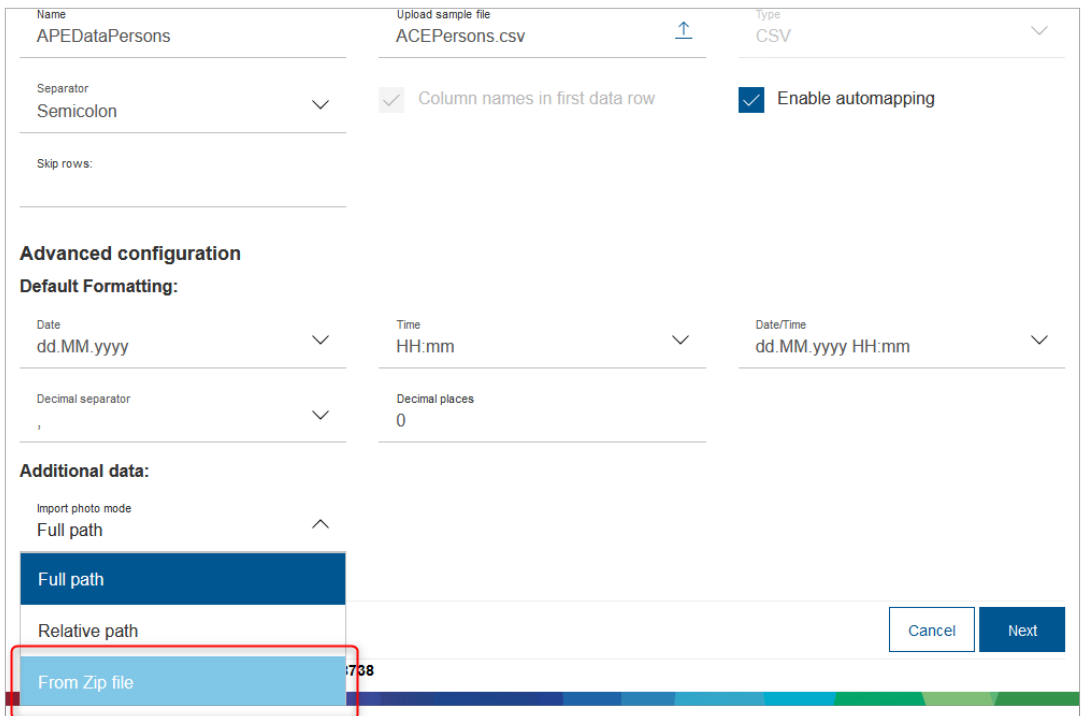 Name
APEDataPersons
Upload sample file
ACEPersons.csv
Type
CSV
Separator
Semicolon
Column names in first data row
Enable automapping
Skip rows:
Advanced configuration
Default Formatting:
Date
dd.MM.yyyy
Time
HH:mm
Date/Time
dd.MM.yyyy HH:mm
Decimal separator
,
Decimal places
0
Additional data:
Import photo mode
Full path
Full path
Relative path
From Zip file
Cancel
Next
738